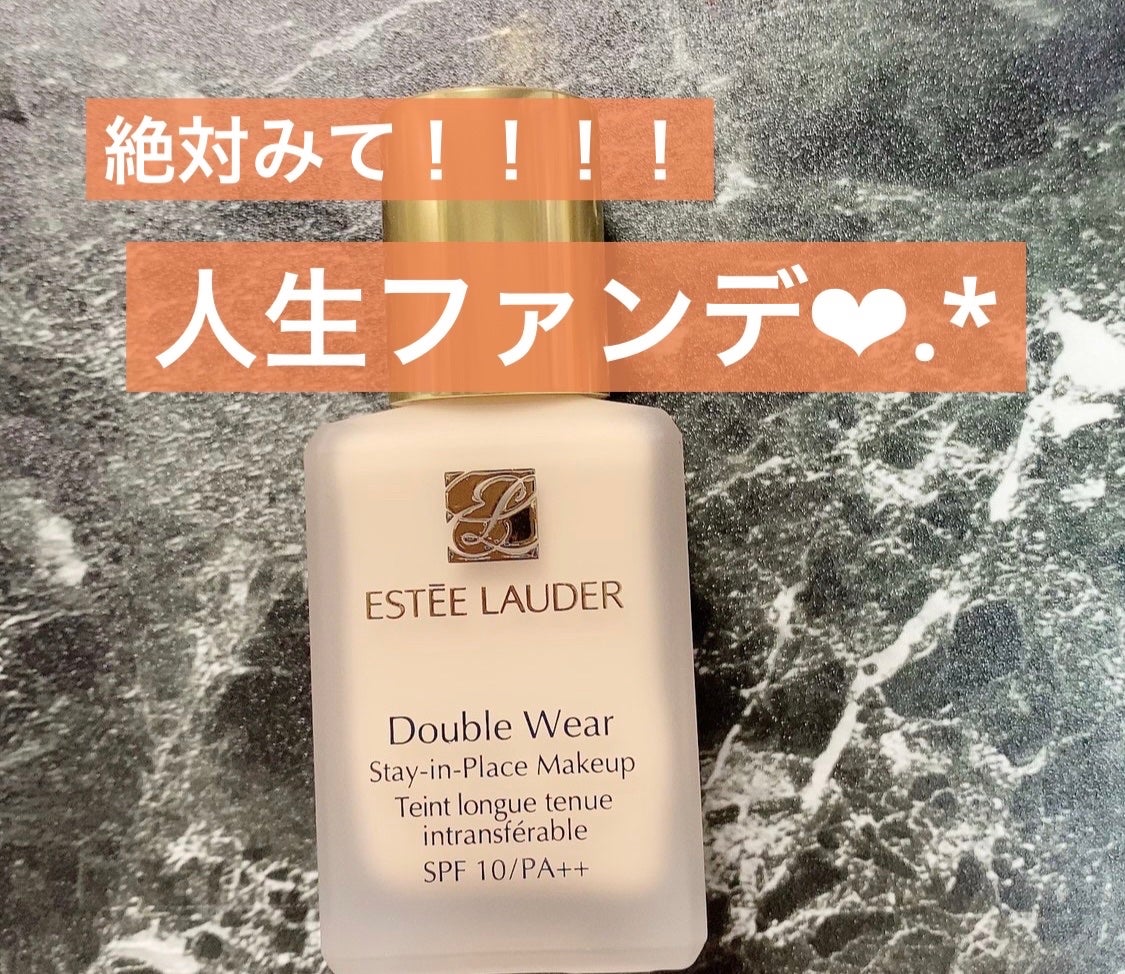 絶対みて！！！！
人生ファンデ❤.*
EL
ESTĒE LAUDER
Double Wear
Stay-in-Place Makeup
Teint longue tenue
intransférable
SPF 10/PA++